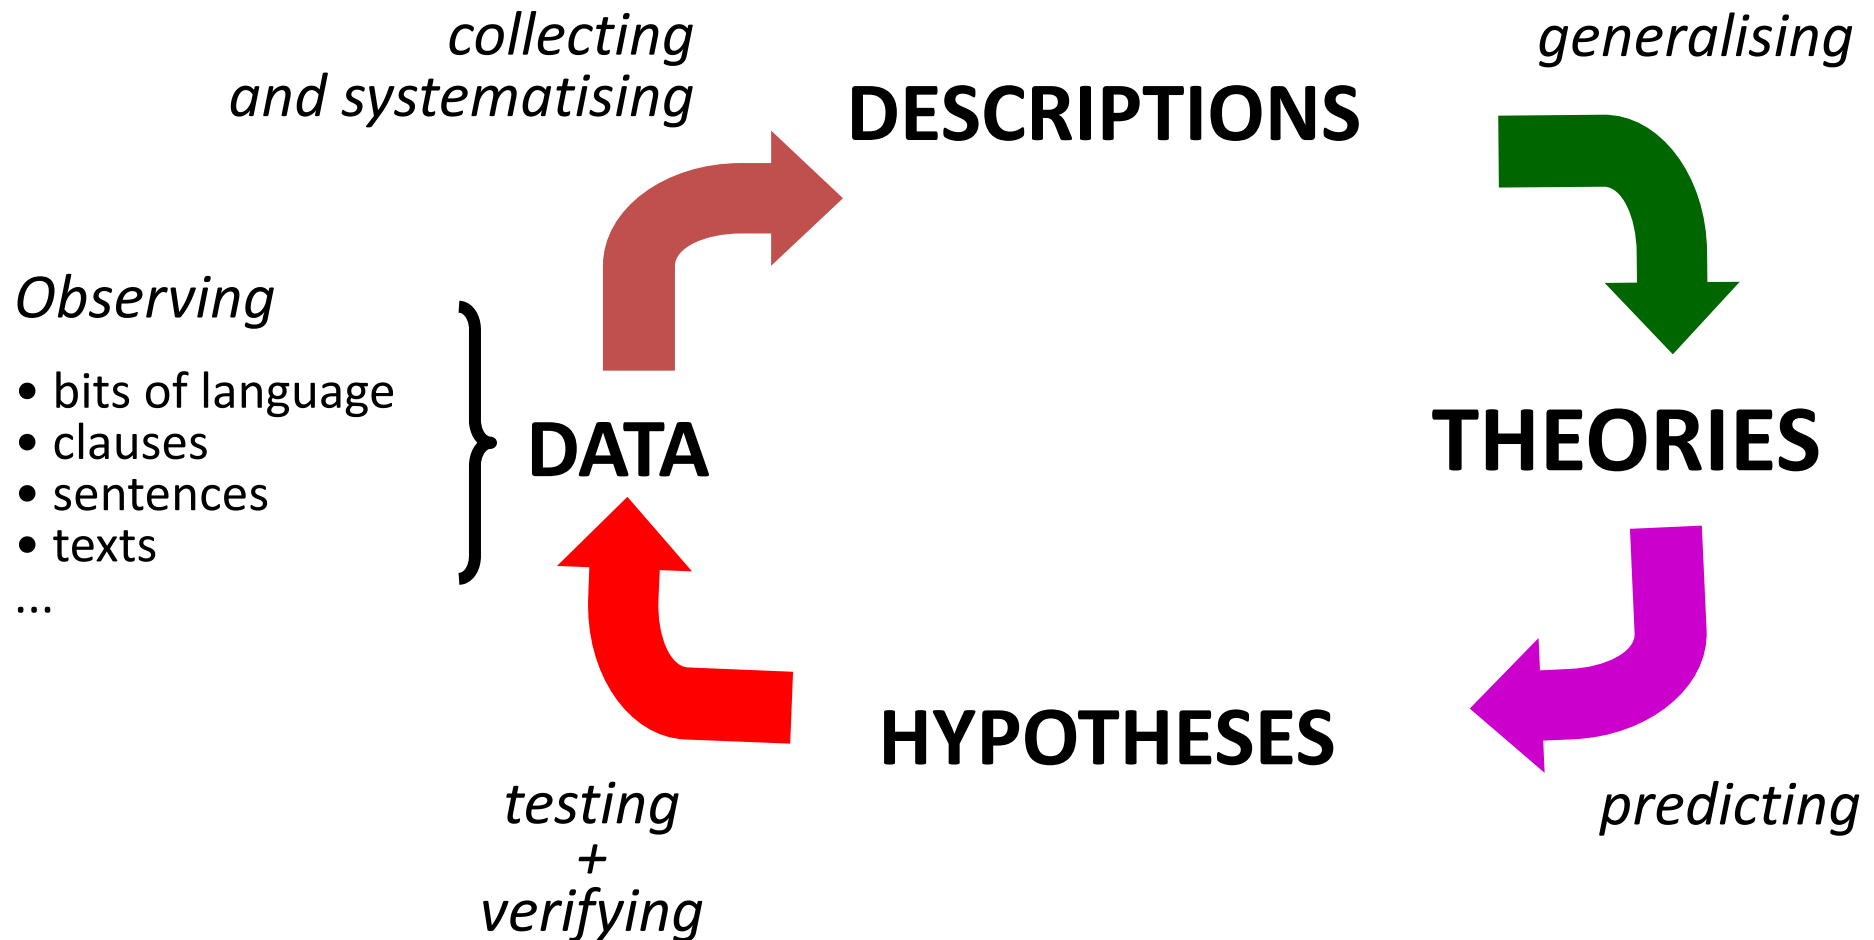 collecting
and systematising
DESCRIPTIONS
generalising
Observing
• bits of language
• clauses
• sentences
• texts
...
DATA
THEORIES
HYPOTHESES
testing
+
verifying
predicting